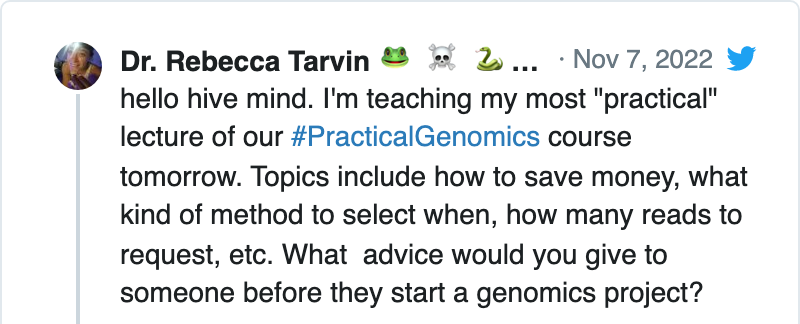 Dr. Rebecca Tarvin 🐸 ☠️ 🐍 ... · Nov 7, 2022
hello hive mind. I'm teaching my most "practical"
lecture of our #PracticalGenomics course
tomorrow. Topics include how to save money, what
kind of method to select when, how many reads to
request, etc. What  advice would you give to
someone before they start a genomics project?